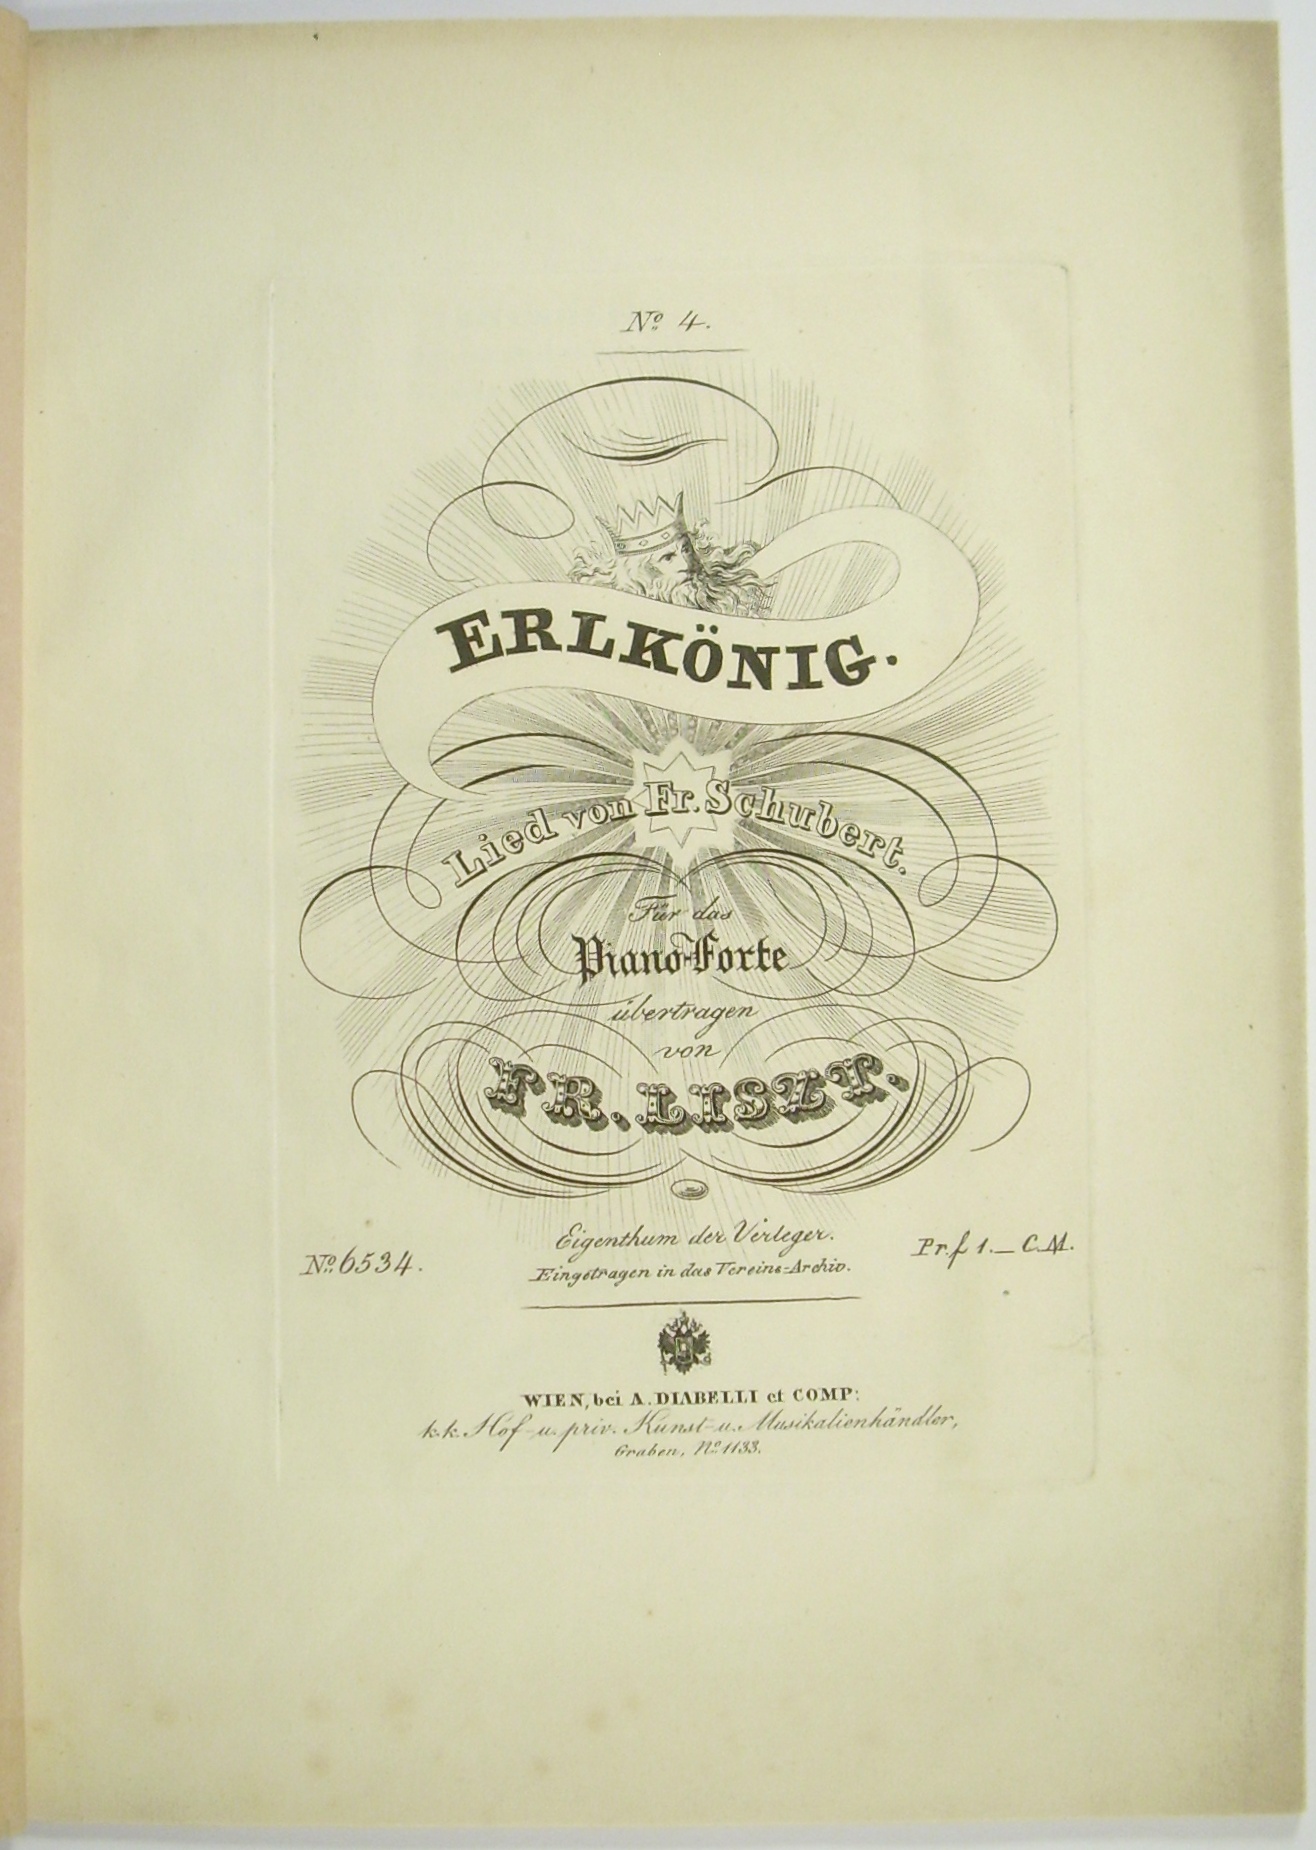 No. 4.
ERLKÖNIG.
Lied von Fr. Schubert.
Für das
Piano-Forte
übertragen
von
FR. LISZT.
Eigenthum der Verleger.
No. 6534.
Pr. f 1._ C.M.
Eingetragen in das Vereins-Archiv.
WIEN, bei A. DIABELLI et COMP:
k.k. Hof- u. priv. Kunst- u. Musikalienhändler,
Graben, No. 1133.